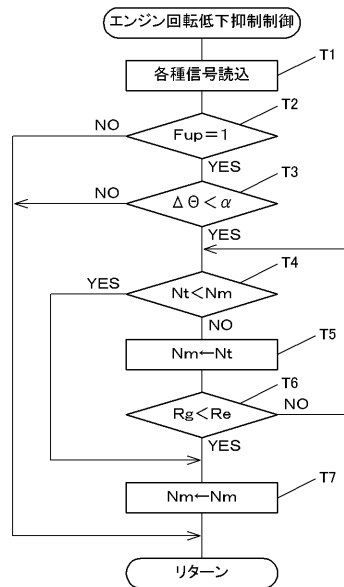 エンジン回転低下抑制制御
T1
各種信号読込
T2
NO
Fup=1
YES
T3
NO
ΔΘ<α
YES
T4
YES
Nt<Nm
NO
T5
Nm←Nt
T6
Rg<Re
NO
YES
T7
Nm←Nm
リターン